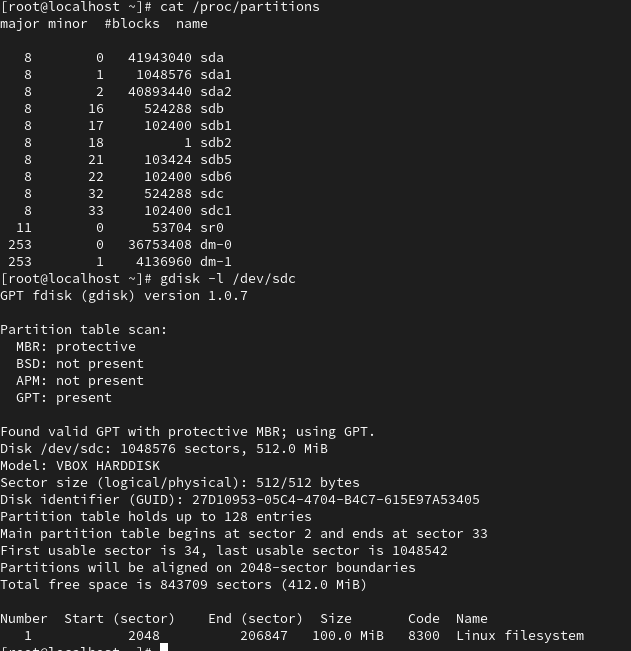 [root@localhost ~]# cat /proc/partitions
major minor  #blocks  name

   8        0   41943040 sda
   8        1    1048576 sda1
   8        2   40893440 sda2
   8       16     524288 sdb
   8       17     102400 sdb1
   8       18          1 sdb2
   8       21     103424 sdb5
   8       22     102400 sdb6
   8       32     524288 sdc
   8       33     102400 sdc1
  11        0      53704 sr0
 253        0   36753408 dm-0
 253        1    4136960 dm-1
[root@localhost ~]# gdisk -l /dev/sdc
GPT fdisk (gdisk) version 1.0.7

Partition table scan:
  MBR: protective
  BSD: not present
  APM: not present
  GPT: present

Found valid GPT with protective MBR; using GPT.
Disk /dev/sdc: 1048576 sectors, 512.0 MiB
Model: VBOX HARDDISK
Sector size (logical/physical): 512/512 bytes
Disk identifier (GUID): 27D10953-05C4-4704-B4C7-615E97A53405
Partition table holds up to 128 entries
Main partition table begins at sector 2 and ends at sector 33
First usable sector is 34, last usable sector is 1048542
Partitions will be aligned on 2048-sector boundaries
Total free space is 843709 sectors (412.0 MiB)

Number  Start (sector)    End (sector)  Size       Code  Name
   1            2048          206847   100.0 MiB   8300  Linux filesystem
[root@localhost ~]#